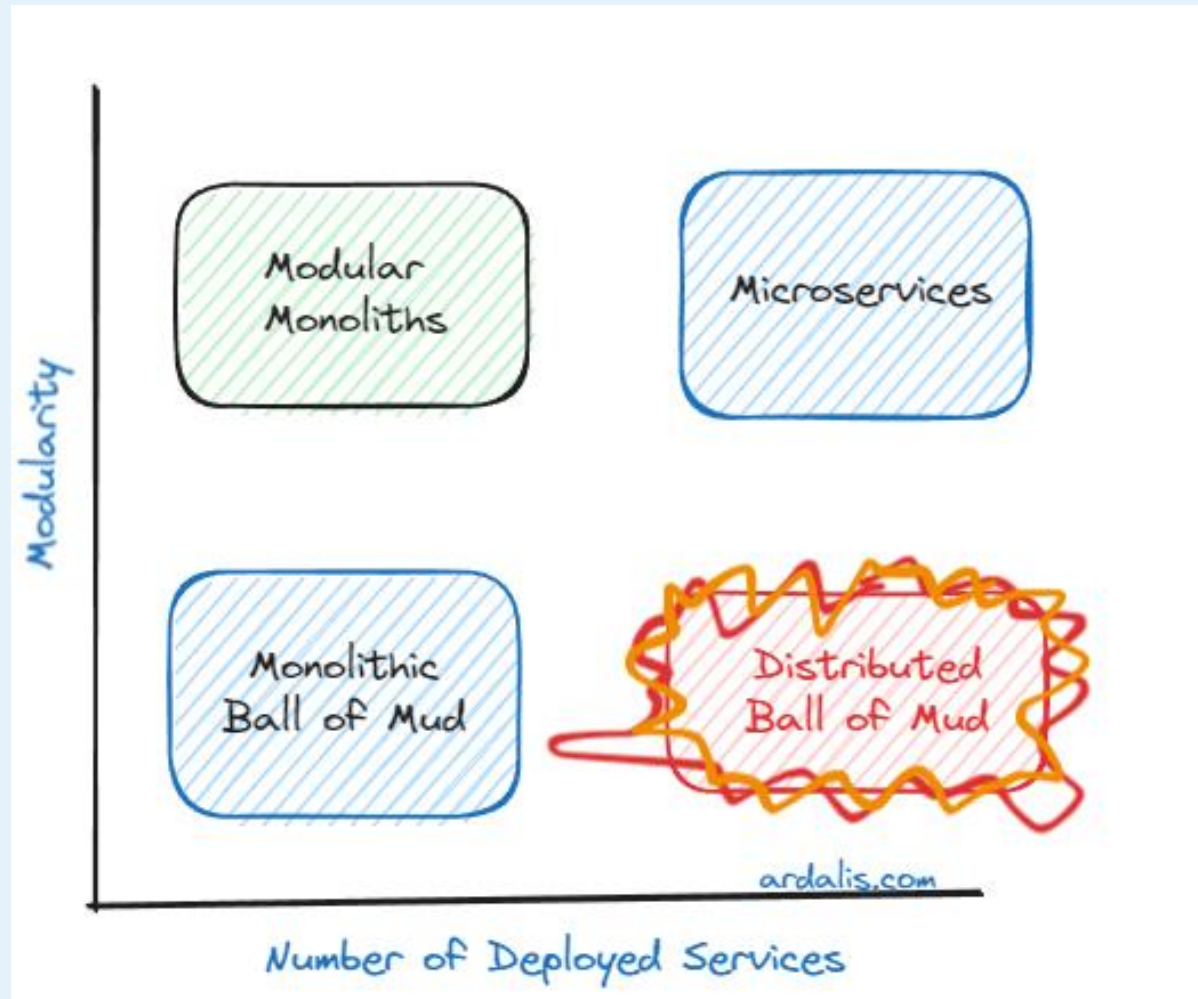 Modular
Monoliths
Microservices
Modularity
Monolithic
Ball of Mud
Distributed
Ball of Mud
ardalis.com
Number of Deployed Services